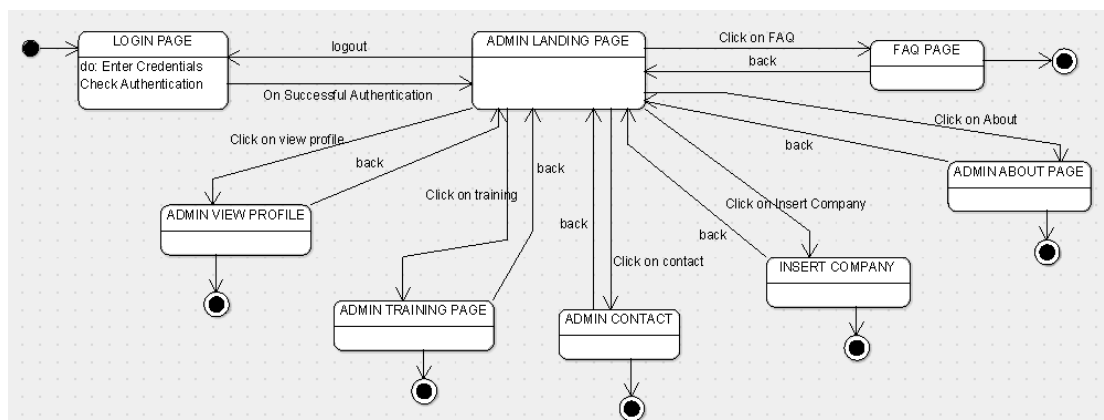 LOGIN PAGE
do: Enter Credentials
Check Authentication
logout
On Successful Authentication
ADMIN LANDING PAGE
Click on FAQ
back
FAQ PAGE
Click on About
back
ADMIN ABOUT PAGE
Click on view profile
back
ADMIN VIEW PROFILE
Click on training
back
ADMIN TRAINING PAGE
back
Click on contact
ADMIN CONTACT
Click on Insert Company
back
INSERT COMPANY